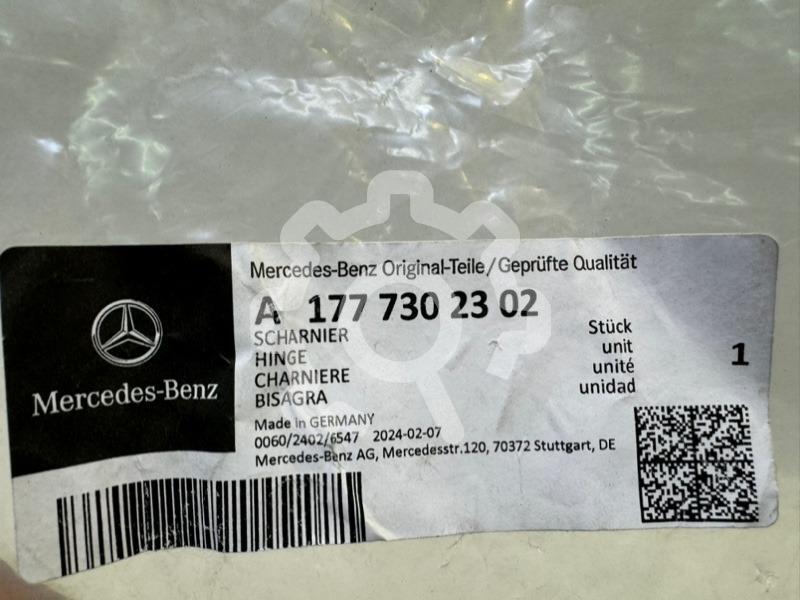 Mercedes-Benz Original-Teile/Geprüfte Qualität
A 177 730 23 02
SCHARNIER
HINGE
CHARNIERE
BISAGRA
Stück
unit
unité
unidad
1
Mercedes-Benz
Made in GERMANY
0060/2402/6547 2024-02-07
Mercedes-Benz AG, Mercedesstr.120, 70372 Stuttgart, DE